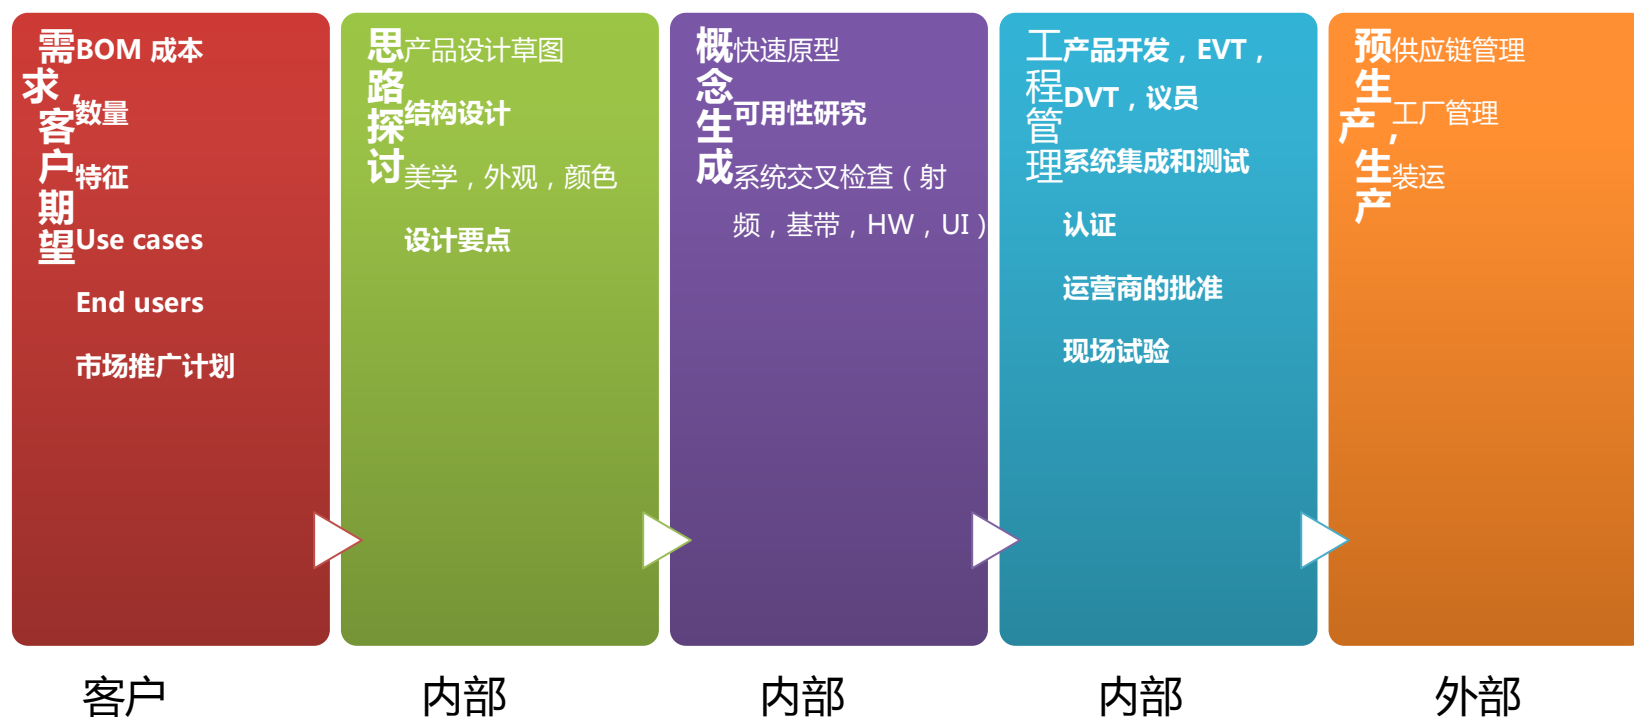 需求，客户期望
BOM 成本
数量
特征
Use cases
End users
市场推广计划
思路探讨
产品设计草图
结构设计
美学，外观，颜色
设计要点
概念生成
快速原型
可用性研究
系统交叉检查（射
频，基带，HW，UI）
工程管理
产品开发，EVT，
DVT，议员
系统集成和测试
认证
运营商的批准
现场试验
预生产，生产
供应链管理
工厂管理
装运
客户
内部
内部
内部
外部